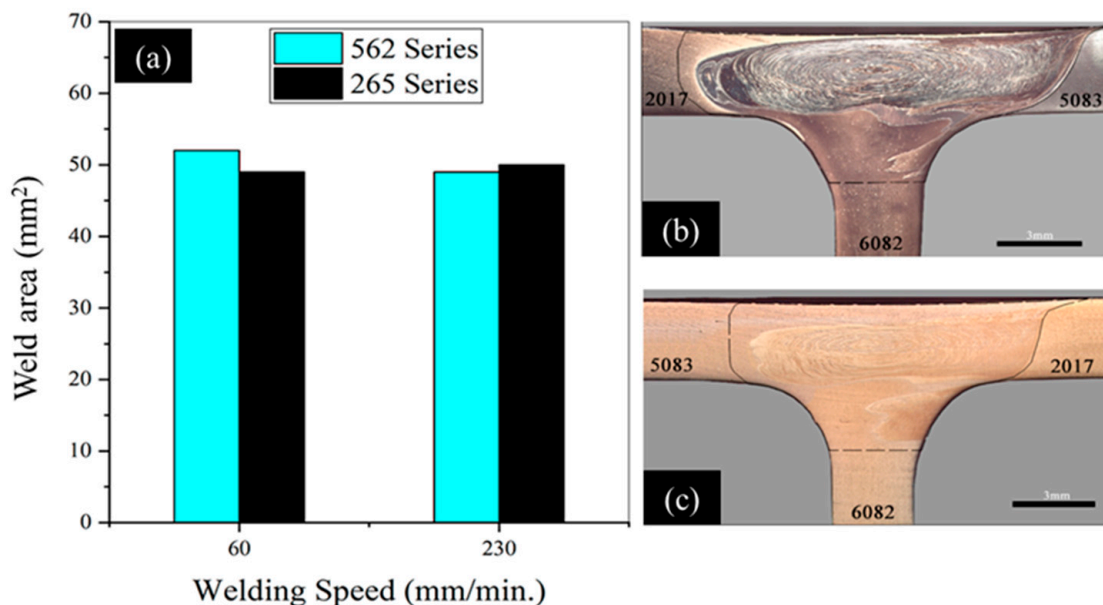 (a)
562 Series
265 Series
70
60
50
40
30
20
10
0
Weld area (mm²)
60 230
Welding Speed (mm/min.)
2017
5083
(b)
6082
3mm
5083
2017
(c)
6082
3mm